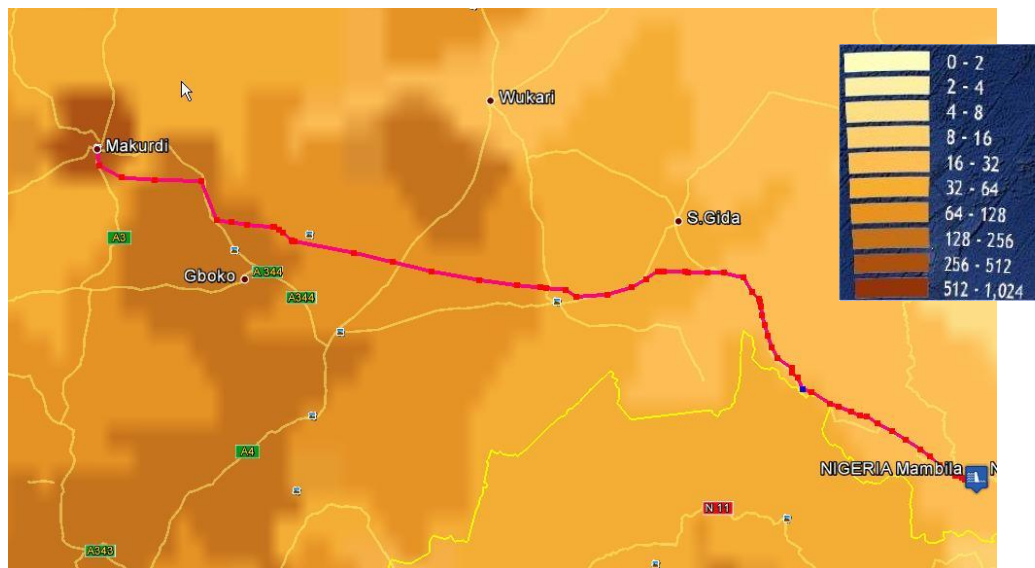 Wukari
Makurdi
S.Gida
A3
Gboko
A 344
A344
A4
NIGERIA Mambila N
N 11
A343
0 - 2
2 - 4
4 - 8
8 - 16
16 - 32
32 - 64
64 - 128
128 - 256
256 - 512
512 - 1,024